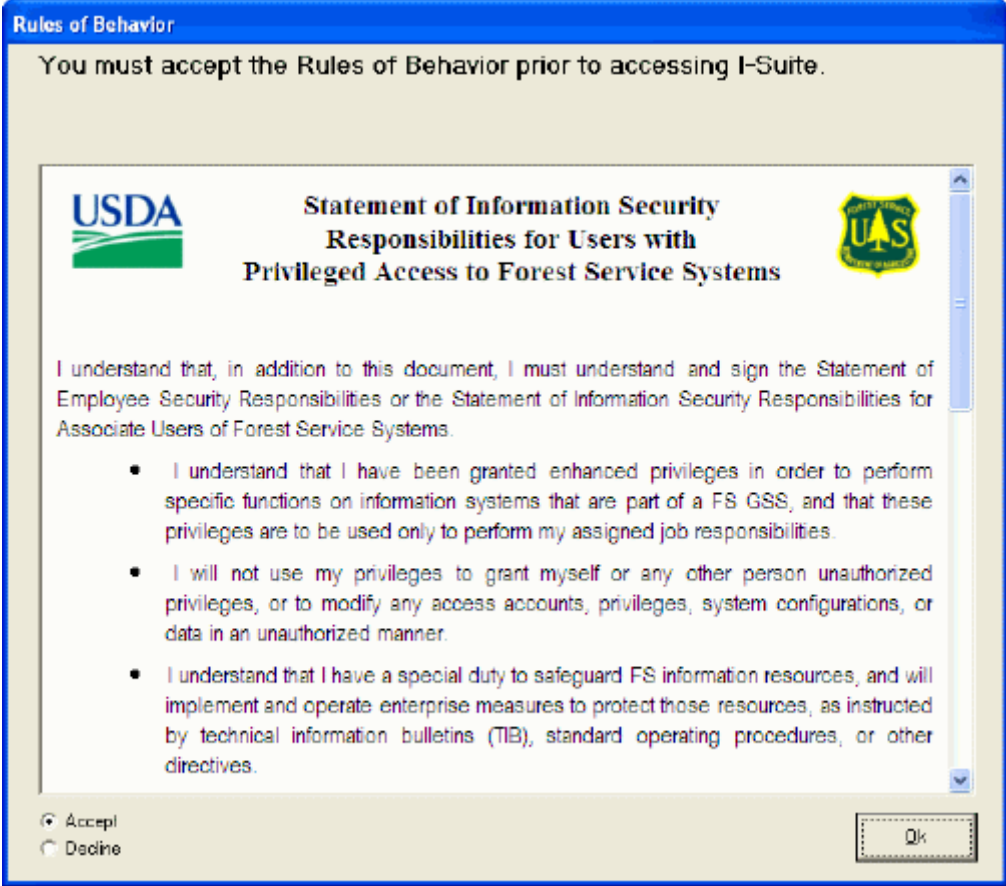 Rules of Behavior
You must accept the Rules of Behavior prior to accessing I-Suite.
USDA
Statement of Information Security
Responsibilities for Users with
Privileged Access to Forest Service Systems
FOREST SERVICE
UAS
DEPARTMENT OF AGRICULTURE
I understand that, in addition to this document, I must understand and sign the Statement of
Employee Security Responsibilities or the Statement of Information Security Responsibilities for
Associate Users of Forest Service Systems.
• I understand that I have been granted enhanced privileges in order to perform
specific functions on information systems that are part of a FS GSS, and that these
privileges are to be used only to perform my assigned job responsibilities.
• I will not use my privileges to grant myself or any other person unauthorized
privileges, or to modify any access accounts, privileges, system configurations, or
data in an unauthorized manner.
• I understand that I have a special duty to safeguard FS information resources, and will
implement and operate enterprise measures to protect those resources, as instructed
by technical information bulletins (TIB), standard operating procedures, or other
directives.
Accept
Decline
Ok